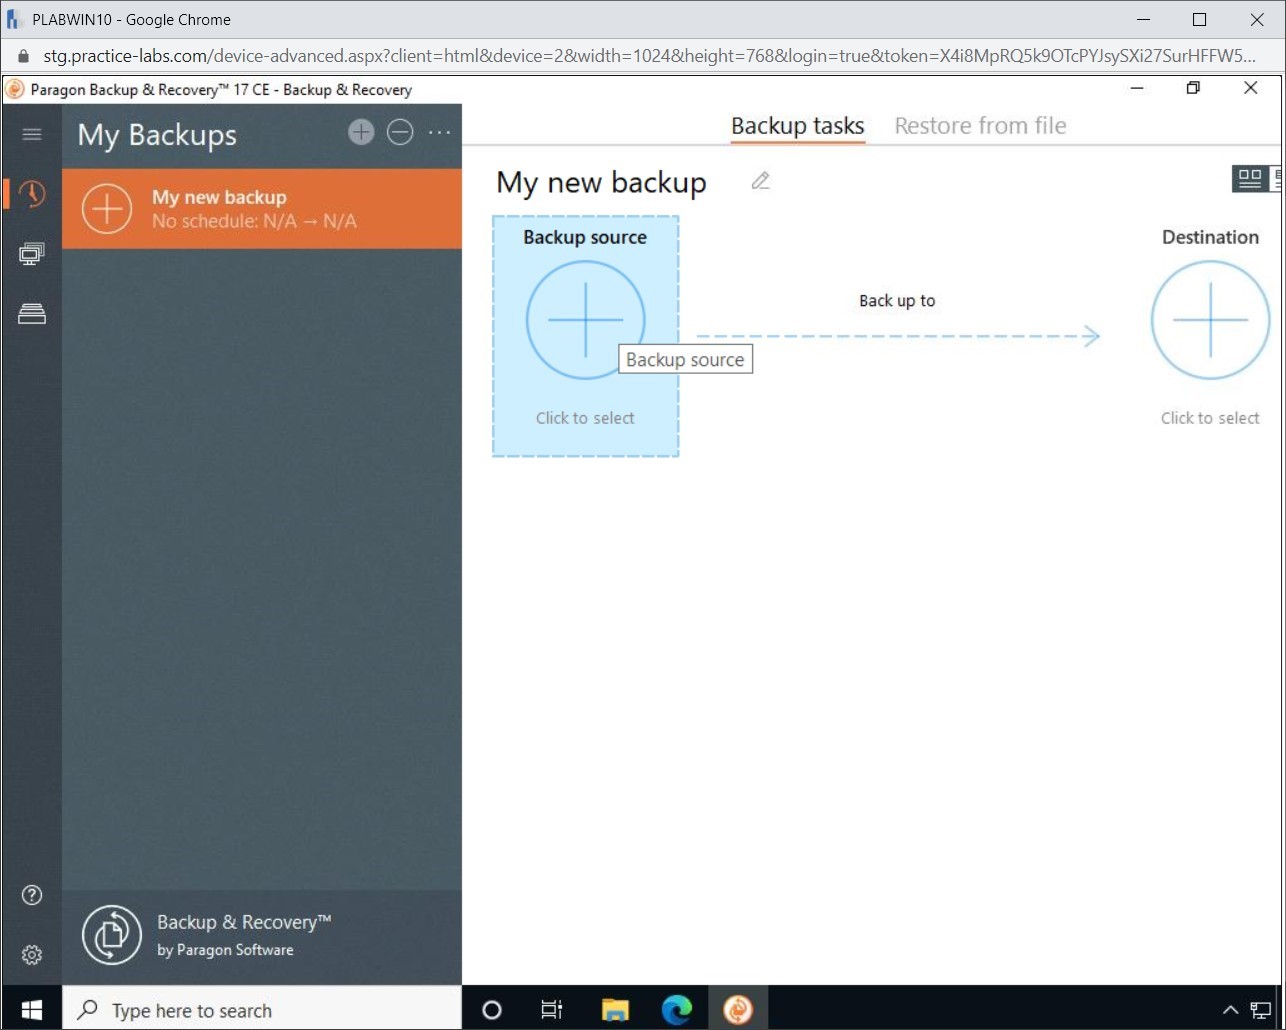 PLABWIN10 - Google Chrome
stg.practice-labs.com/device-advanced.aspx?client=html&device=2&width=1024&height=768&login=true&token=X4i8MpRQ5k9OTcPYJsySXi27SurHFFW5...
Paragon Backup & Recovery™ 17 CE - Backup & Recovery
My Backups
Backup tasks
Restore from file
My new backup
No schedule: N/A → N/A
My new backup
Backup source
Destination
Back up to
Backup source
Click to select
Click to select
Backup & Recovery™
by Paragon Software
Type here to search